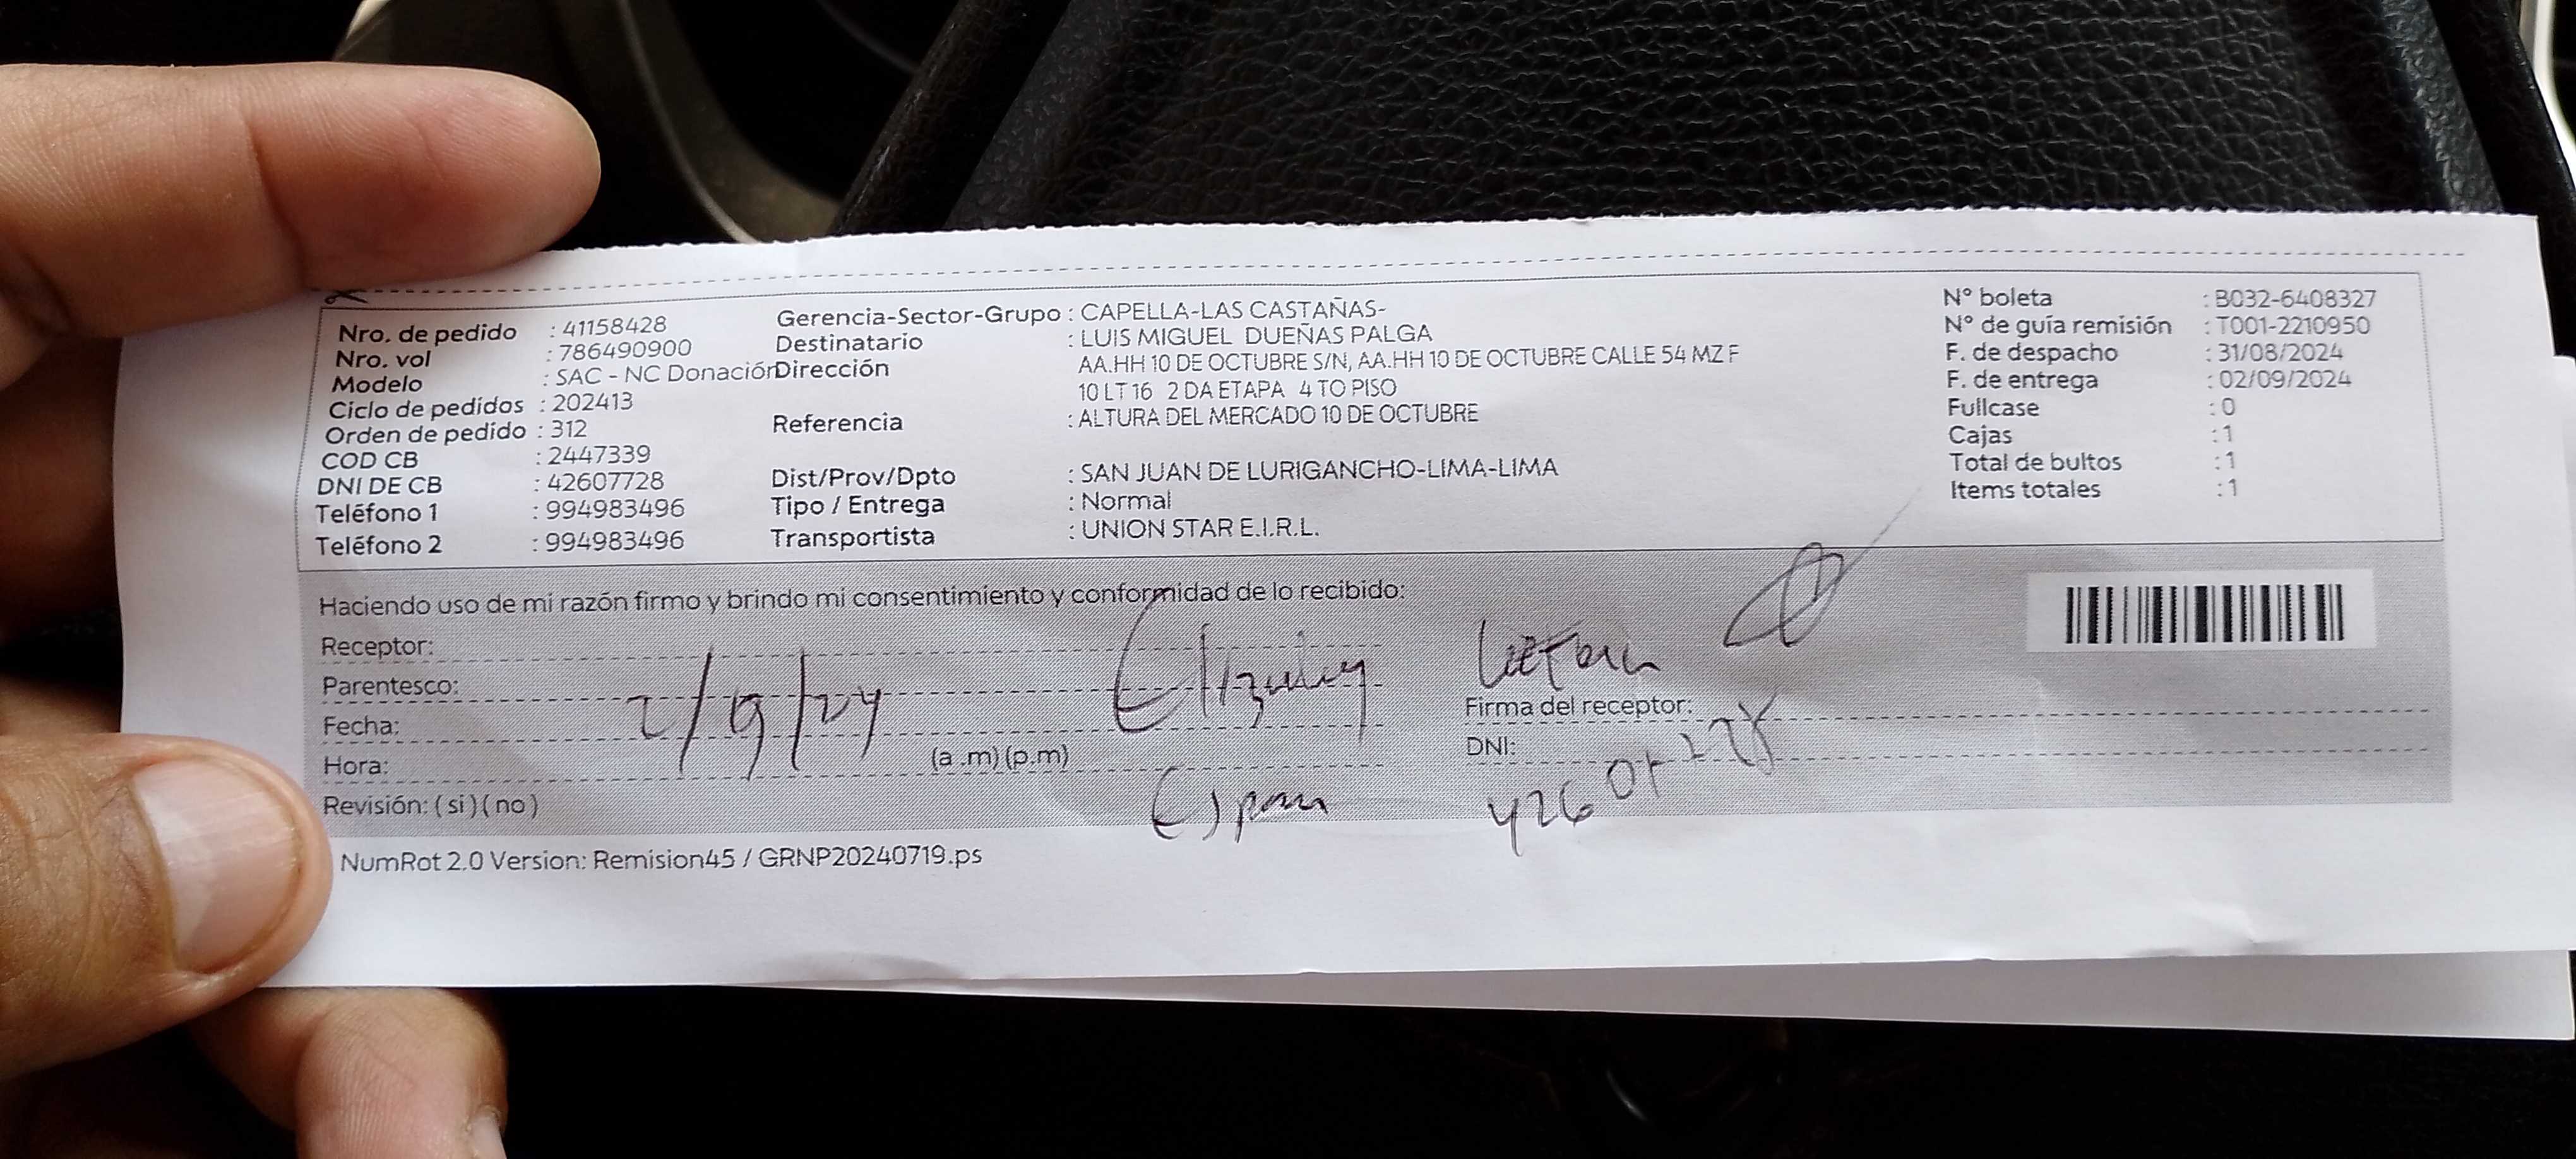 Nro. de pedido : 41158428
Nro. vol : 786490900
Modelo : SAC - NC Donación
Ciclo de pedidos : 202413
Orden de pedido : 312
COD CB : 2447339
DNI DE CB : 42607728
Teléfono 1 : 994983496
Teléfono 2 : 994983496
Gerencia-Sector-Grupo : CAPELLA-LAS CASTAÑAS-
Destinatario : LUIS MIGUEL DUEÑAS PALGA
Dirección AA.HH 10 DE OCTUBRE S/N, AA.HH 10 DE OCTUBRE CALLE 54 MZ F
10 LT 16 2 DA ETAPA 4 TO PISO
Referencia : ALTURA DEL MERCADO 10 DE OCTUBRE
Dist/Prov/Dpto : SAN JUAN DE LURIGANCHO-LIMA-LIMA
Tipo / Entrega : Normal
Transportista : UNION STAR E.I.R.L.
N° boleta : B032-6408327
N° de guía remisión : T001-2210950
F. de despacho : 31/08/2024
F. de entrega : 02/09/2024
Fullcase : 0
Cajas : 1
Total de bultos : 1
Items totales : 1
Haciendo uso de mi razón firmo y brindo mi consentimiento y conformidad de lo recibido:
Receptor:
Parentesco:
Fecha: 2/9/24
Hora: (a .m) (p.m)
Revisión: ( si ) ( no )
Firma del receptor:
DNI:
NumRot 2.0 Version: Remision45 / GRNP20240719.ps